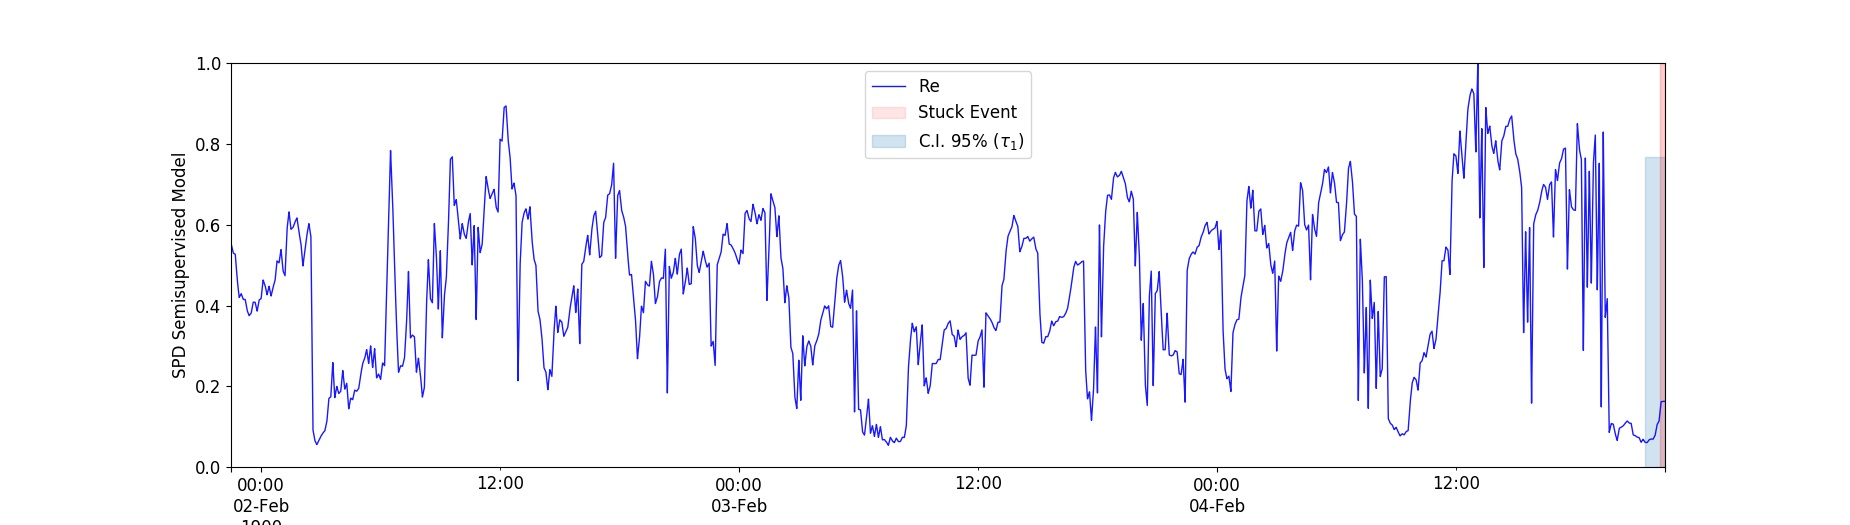 1.0
0.8
0.6
0.4
0.2
0.0
SPD Semisupervised Model
Re
Stuck Event
C.I. 95% (τ₁)
00:00 12:00 00:00 12:00 00:00 12:00
02-Feb 03-Feb 04-Feb
1900